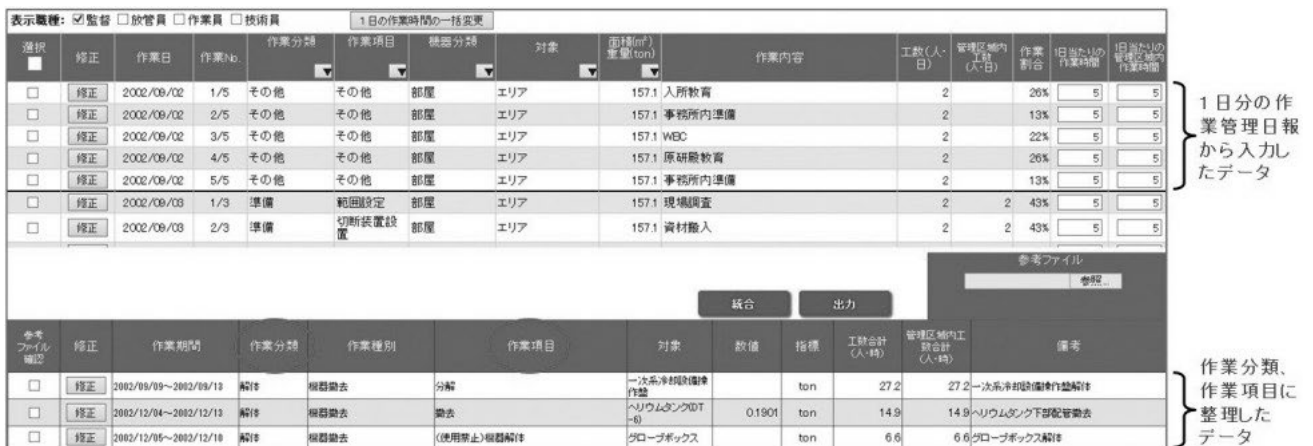 表示職種: ☑監督 □放管員 □作業員 □技術員 1日の作業時間の一括変更
選択 修正 作業日 作業No. 作業分類 作業項目 機器分類 対象 面積(㎡) 重量(ton) 作業内容 工数(人・日) 管理区域内工数(人・日) 作業割合 1日当たりの作業時間 1日当たりの管理区域内作業時間
□ 修正 2002/09/02 1/5 その他 その他 部屋 エリア 157.1 入所教育 2 26% 5 5
□ 修正 2002/09/02 2/5 その他 その他 部屋 エリア 157.1 事務所内準備 2 13% 5 5
□ 修正 2002/09/02 3/5 その他 その他 部屋 エリア 157.1 WBC 2 22% 5 5
□ 修正 2002/09/02 4/5 その他 その他 部屋 エリア 157.1 原研殿教育 2 26% 5 5
□ 修正 2002/09/02 5/5 その他 その他 部屋 エリア 157.1 事務所内準備 2 13% 5 5
□ 修正 2002/09/03 1/3 準備 範囲設定 部屋 エリア 157.1 現場調査 2 2 43% 5 5
□ 修正 2002/09/03 2/3 準備 切断装置設置 部屋 エリア 157.1 資材搬入 2 2 43% 5 5
1日分の作
業管理日報
から入力し
たデータ
参考ファイル
参照...
統合 出力
参考ファイル確認 修正 作業期間 作業分類 作業種別 作業項目 対象 数値 指標 工数合計(人・時) 管理区域内工数合計(人・時) 備考
□ 修正 2002/09/09~2002/09/13 解体 機器撤去 分解 一次系冷却設備操作盤 ton 27.2 27.2 一次系冷却設備操作盤解体
□ 修正 2002/12/04~2002/12/13 解体 機器撤去 撤去 ヘリウムタンク(DT-6) 0.1901 ton 14.9 14.9 ヘリウムタンク下部配管撤去
□ 修正 2002/12/05~2002/12/10 解体 機器撤去 (使用禁止)機器解体 グローブボックス ton 6.6 6.6 グローブボックス解体
作業分類、
作業項目に
整理した
データ